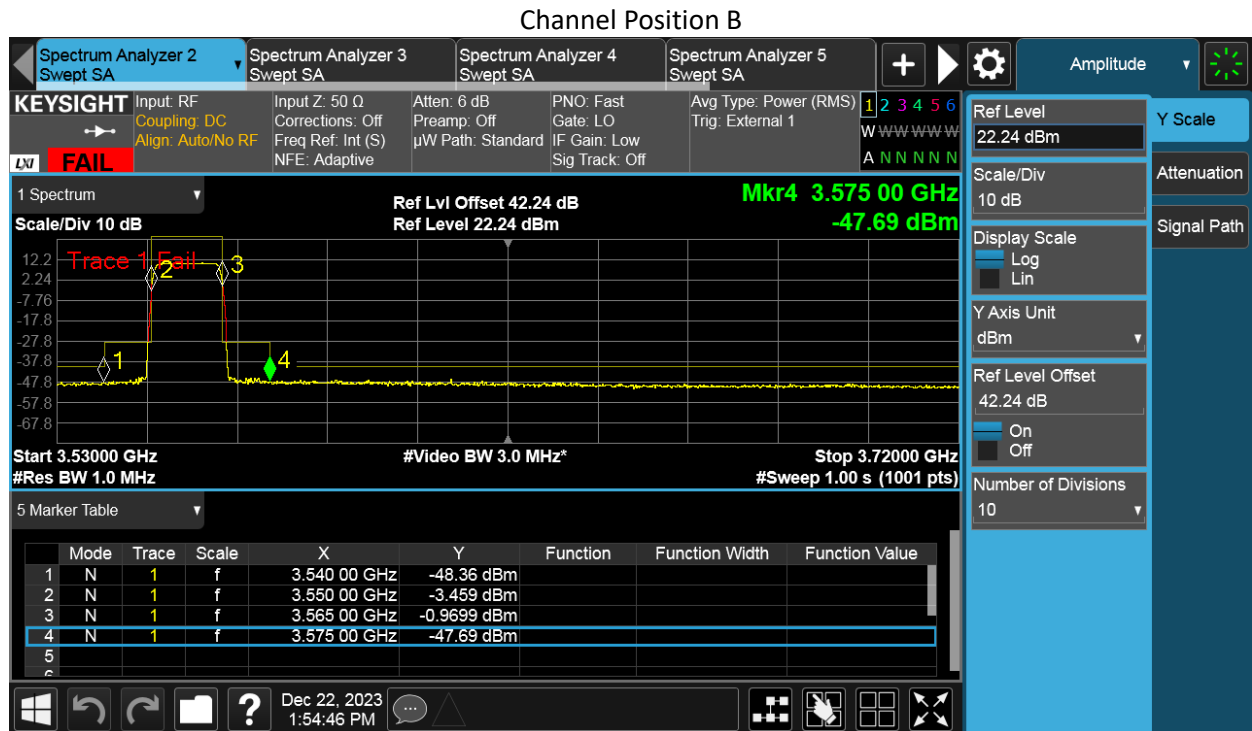 Channel Position B
Spectrum Analyzer 2
Swept SA
Spectrum Analyzer 3
Swept SA
Spectrum Analyzer 4
Swept SA
Spectrum Analyzer 5
Swept SA
+
Amplitude
KEYSIGHT
LXI
FAIL
Input: RF
Coupling: DC
Align: Auto/No RF
Input Z: 50 Ω
Corrections: Off
Freq Ref: Int (S)
NFE: Adaptive
Atten: 6 dB
Preamp: Off
µW Path: Standard
PNO: Fast
Gate: LO
IF Gain: Low
Sig Track: Off
Avg Type: Power (RMS)
Trig: External 1
1 2 3 4 5 6
W W W W W W
A N N N N N
1 Spectrum
Scale/Div 10 dB
Ref Lvl Offset 42.24 dB
Ref Level 22.24 dBm
Mkr4 3.575 00 GHz
-47.69 dBm
Trace 1 Fail
12.2
2.24
-7.76
-17.8
-27.8
-37.8
-47.8
-57.8
-67.8
1
2
3
4
Start 3.53000 GHz
#Video BW 3.0 MHz*
Stop 3.72000 GHz
#Res BW 1.0 MHz
#Sweep 1.00 s (1001 pts)
5 Marker Table
Mode Trace Scale X Y Function Function Width Function Value
1 N 1 f 3.540 00 GHz -48.36 dBm
2 N 1 f 3.550 00 GHz -3.459 dBm
3 N 1 f 3.565 00 GHz -0.9699 dBm
4 N 1 f 3.575 00 GHz -47.69 dBm
5
6
?
Dec 22, 2023
1:54:46 PM
Ref Level
22.24 dBm
Scale/Div
10 dB
Display Scale
Log
Lin
Y Axis Unit
dBm
Ref Level Offset
42.24 dB
On
Off
Number of Divisions
10
Y Scale
Attenuation
Signal Path